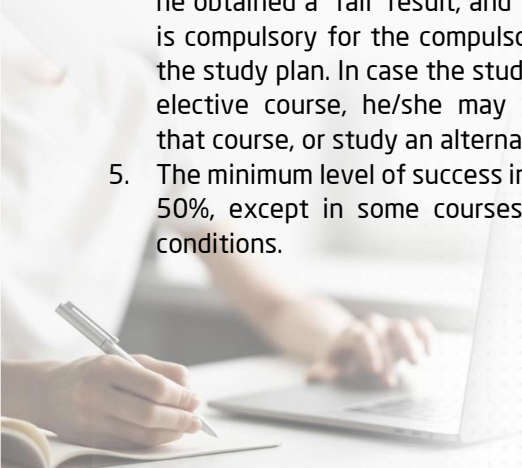 he obtained a "fail" result, and
is compulsory for the compulso
the study plan. In case the stud
elective course, he/she may
that course, or study an alterna
5. The minimum level of success in
50%, except in some courses
conditions.